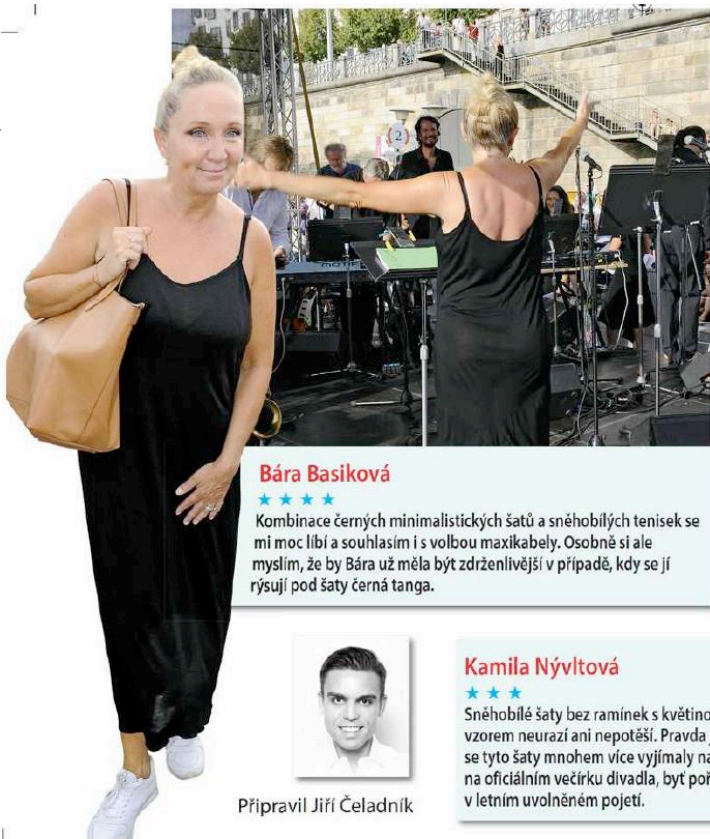 2
MOTIF
Bára Basiková
★ ★ ★ ★
Kombinace černých minimalistických šatů a sněhobílých tenisek se
mi moc líbí a souhlasím i s volbou maxikabely. Osobně si ale
myslím, že by Bára už měla být zdrženlivější v případě, kdy se jí
rýsují pod šaty černá tanga.
Připravil Jiří Čeladník
Kamila Nývltová
★ ★ ★
Sněhobílé šaty bez ramínek s květino
vzorem neurazí ani nepotěší. Pravda
se tyto šaty mnohem více vyjímaly na
na oficiálním večírku divadla, byť poř
v letním uvolněném pojetí.